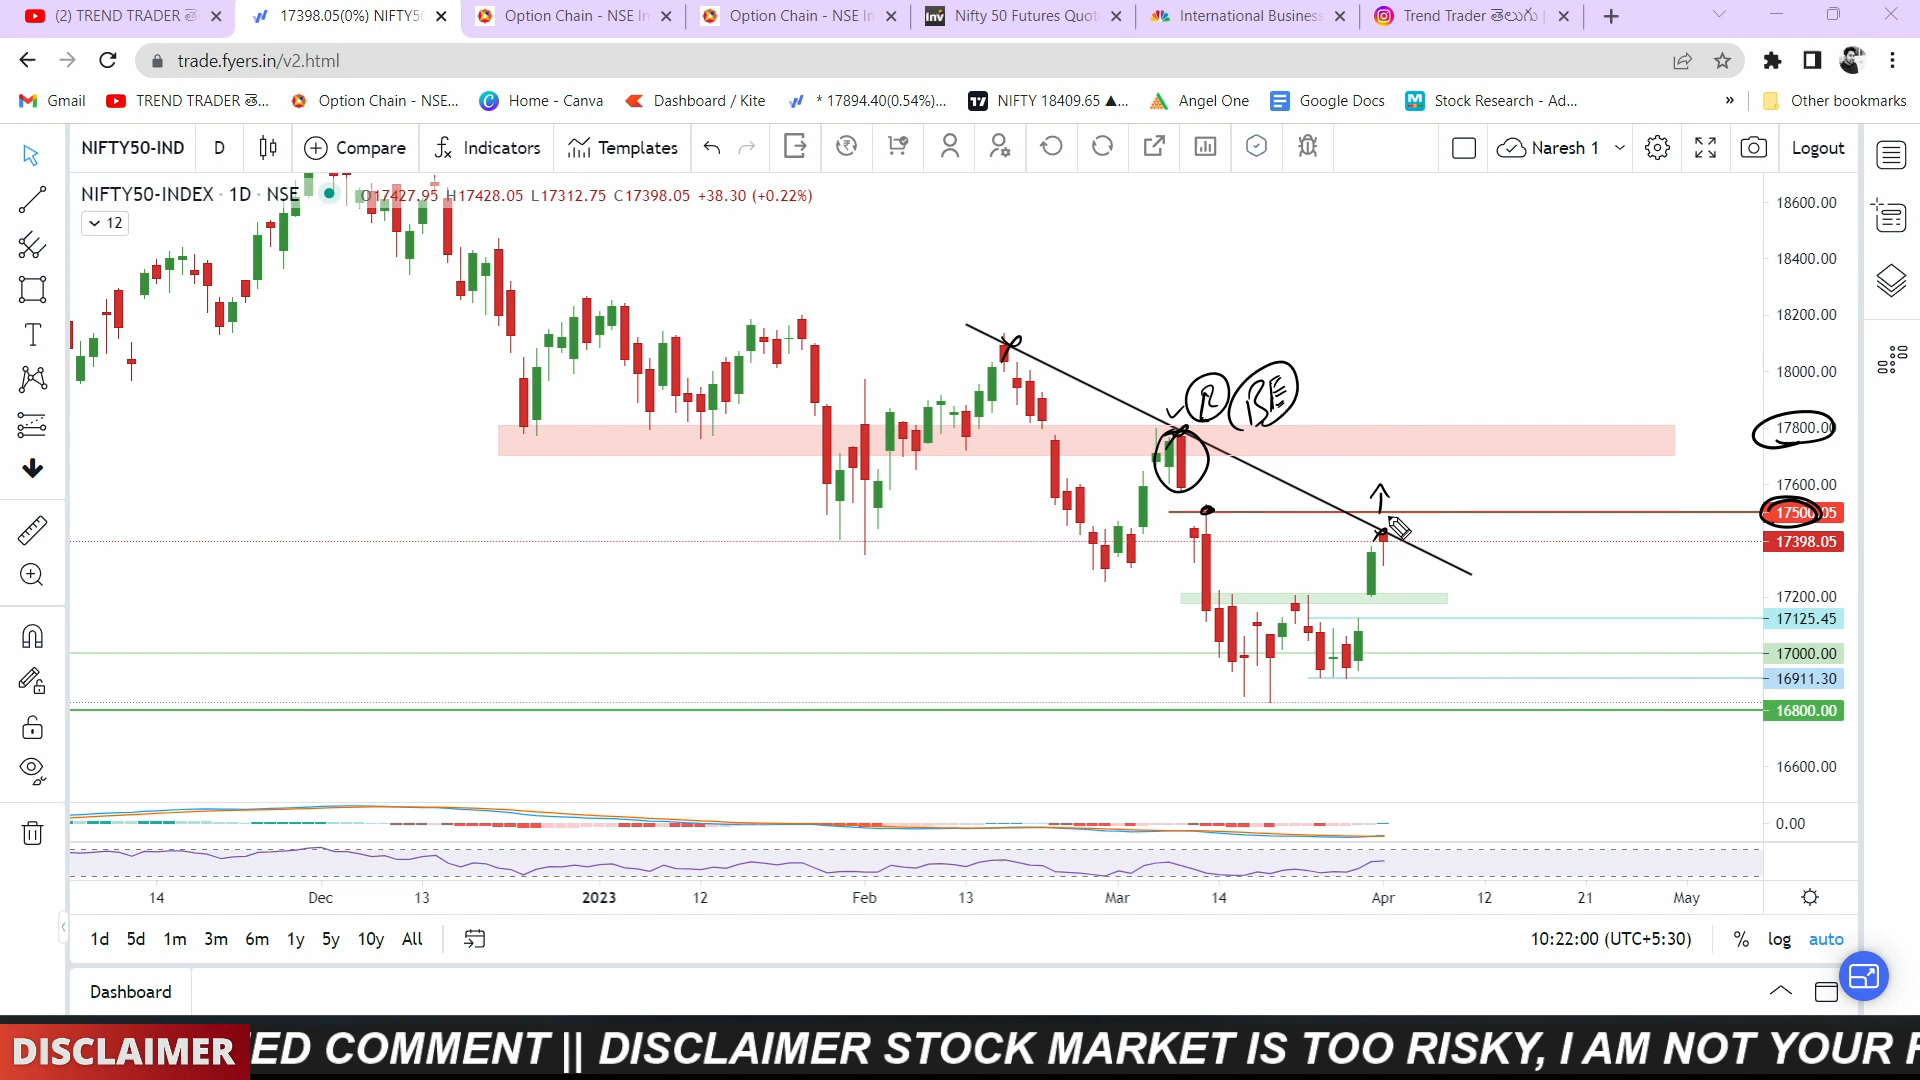 (2) TREND TRADER తె
17398.05(0%) NIFTY5
Option Chain - NSE In
Option Chain - NSE In
Nifty 50 Futures Quot
International Business
Trend Trader తెలుగు |
trade.fyers.in/v2.html
Gmail
TREND TRADER తె...
Option Chain - NSE...
Home - Canva
Dashboard / Kite
* 17894.40(0.54%)...
NIFTY 18409.65 ▲...
Angel One
Google Docs
Stock Research - Ad...
»
Other bookmarks
NIFTY50-IND
D
Compare
Indicators
Templates
Naresh 1
Logout
NIFTY50-INDEX · 1D · NSE
O17427.95 H17428.05 L17312.75 C17398.05 +38.30 (+0.22%)
12
R
BE
18600.00
18400.00
18200.00
18000.00
17800.00
17600.00
17500.05
17398.05
17200.00
17125.45
17000.00
16911.30
16800.00
16600.00
0.00
14
Dec
13
2023
12
Feb
13
Mar
14
Apr
12
21
May
1d 5d 1m 3m 6m 1y 5y 10y All
10:22:00 (UTC+5:30)
% log auto
Dashboard
DISCLAIMER
ED COMMENT || DISCLAIMER STOCK MARKET IS TOO RISKY, I AM NOT YOUR